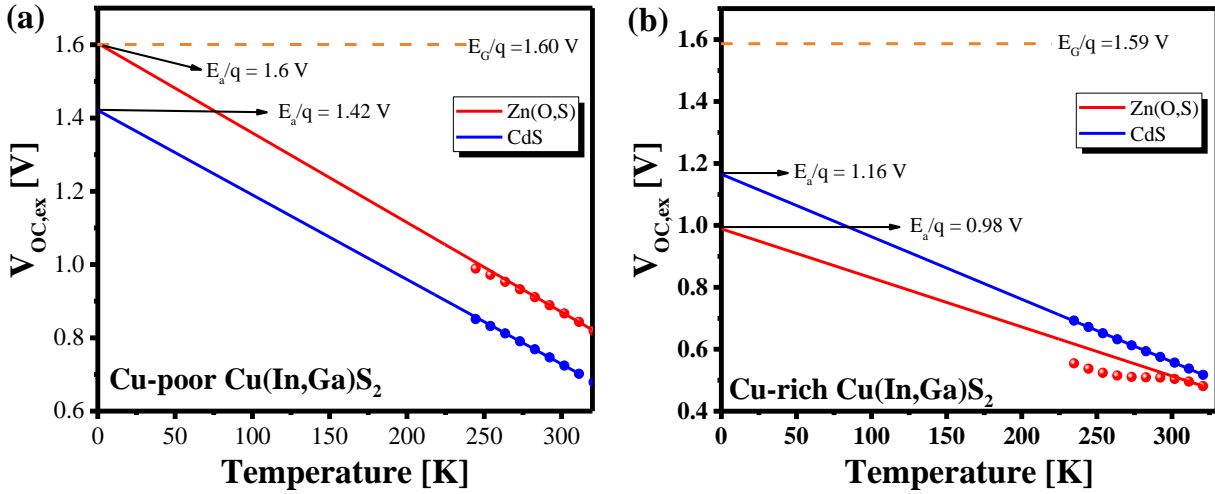 (a)
1.6
1.4
1.2
1.0
0.8
0.6
V_OC,ex [V]
E_G/q =1.60 V
E_a/q = 1.6 V
E_a/q = 1.42 V
Zn(O,S)
CdS
Cu-poor Cu(In,Ga)S₂
0 50 100 150 200 250 300
Temperature [K]
(b)
1.6
1.4
1.2
1.0
0.8
0.6
0.4
V_OC,ex [V]
E_G/q =1.59 V
Zn(O,S)
CdS
E_a/q = 1.16 V
E_a/q = 0.98 V
Cu-rich Cu(In,Ga)S₂
0 50 100 150 200 250 300
Temperature [K]